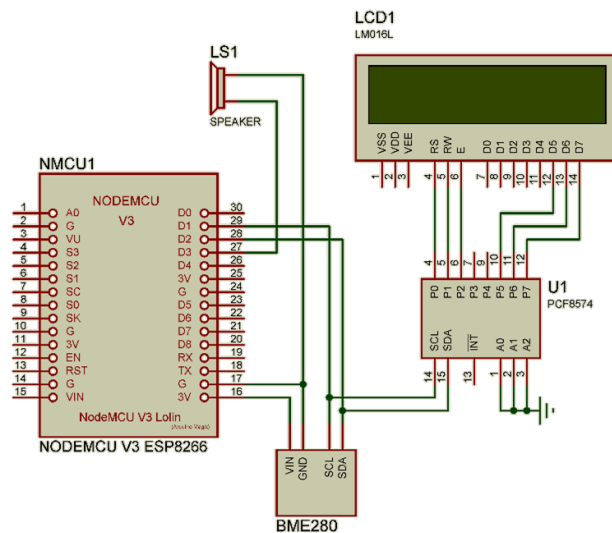 LCD1
LM016L
VSS VDD VEE RS RW E D0 D1 D2 D3 D4 D5 D6 D7
1 2 3 4 5 6 7 8 9 10 11 12 13 14
LS1
SPEAKER
NMCU1
NODEMCU
V3
1 A0 D0 30
2 G D1 29
3 VU D2 28
4 S3 D3 27
5 S2 D4 26
6 S1 3V 25
7 SC G 24
8 S0 D5 23
9 SK D6 22
10 G D7 21
11 3V D8 20
12 EN RX 19
13 RST TX 18
14 G G 17
15 VIN 3V 16
NodeMCU V3 Lolin
(Arduino Magix)
NODEMCU V3 ESP8266
4 5 6 7 9 10 11 12
P0 P1 P2 P3 P4 P5 P6 P7
U1
PCF8574
SCL SDA INT A0 A1 A2
14 15 13 1 2 3
VIN GND SCL SDA
BME280